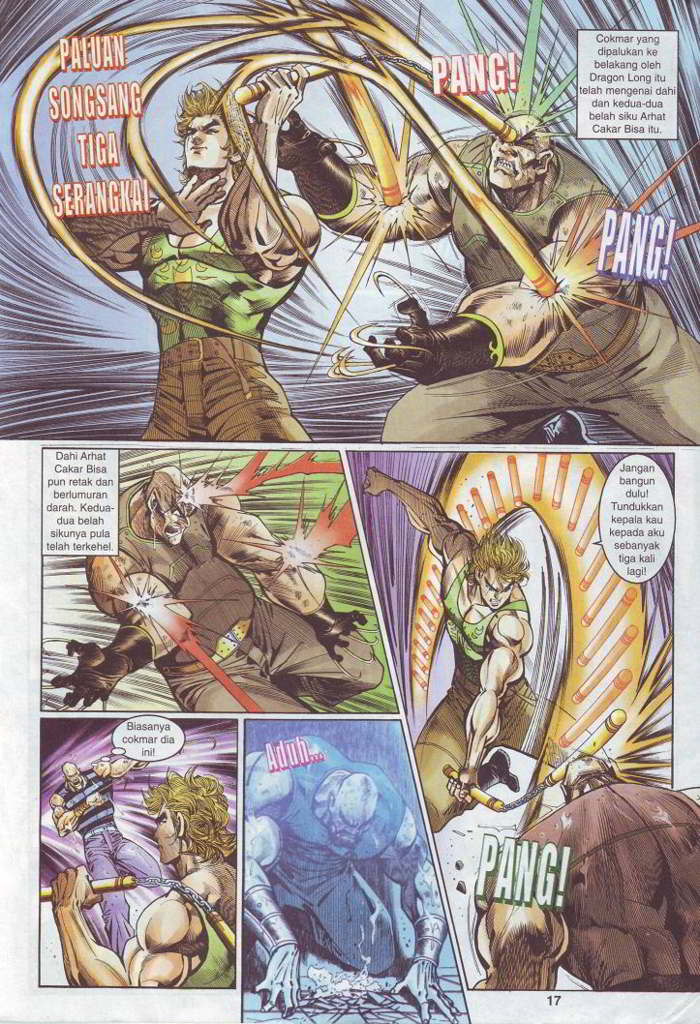 PALUAN
SONGSANG
TIGA
SERANGKAI
PANG!
Cokmar yang
dipalukan ke
belakang oleh
Dragon Long itu
telah mengenai dahi
dan kedua-dua
belah siku Arhat
Cakar Bisa itu.
PANG!
Dahi Arhat
Cakar Bisa
pun retak dan
berlumuran
darah. Kedua-
dua belah
sikunya pula
telah terkehel.
Jangan
bangun
dulu!
Tundukkan
kepala kau
kepada aku
sebanyak
tiga kali
lagi!
PANG!
Biasanya
cokmar dia
ini!
Aduh...
17